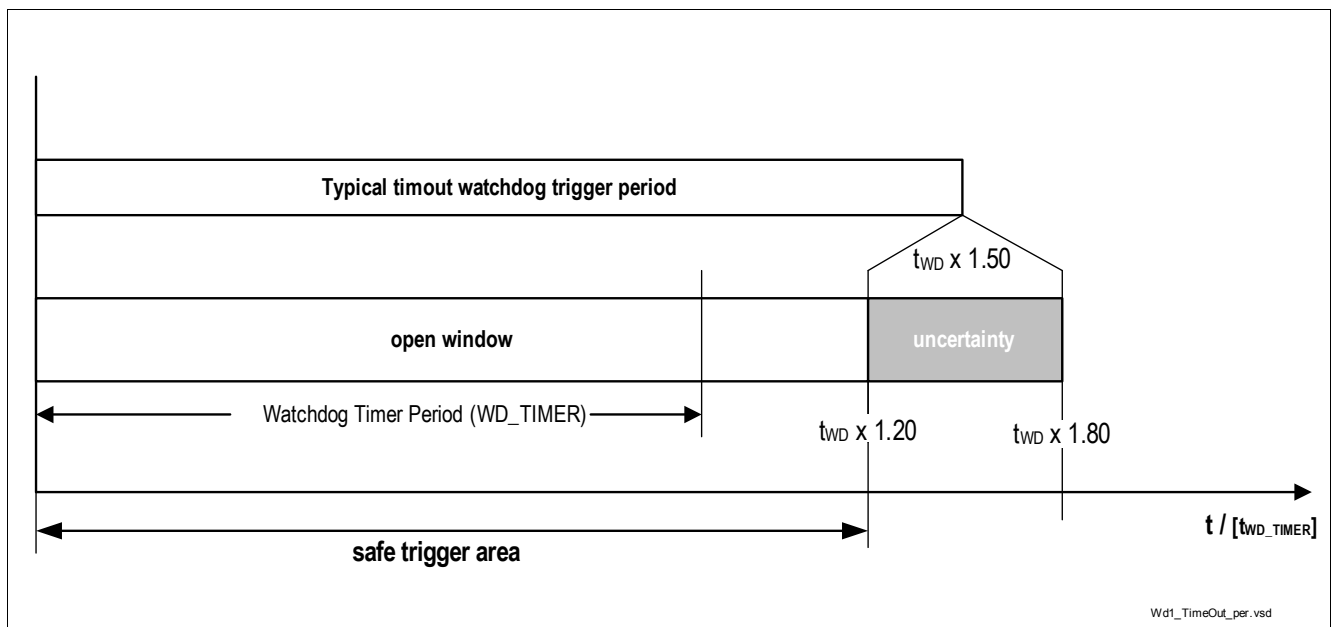 Typical timout watchdog trigger period
tWD x 1.50
open window
uncertainty
Watchdog Timer Period (WD_TIMER)
tWD x 1.20
tWD x 1.80
t / [tWD_TIMER]
safe trigger area
Wd1_TimeOut_per.vsd